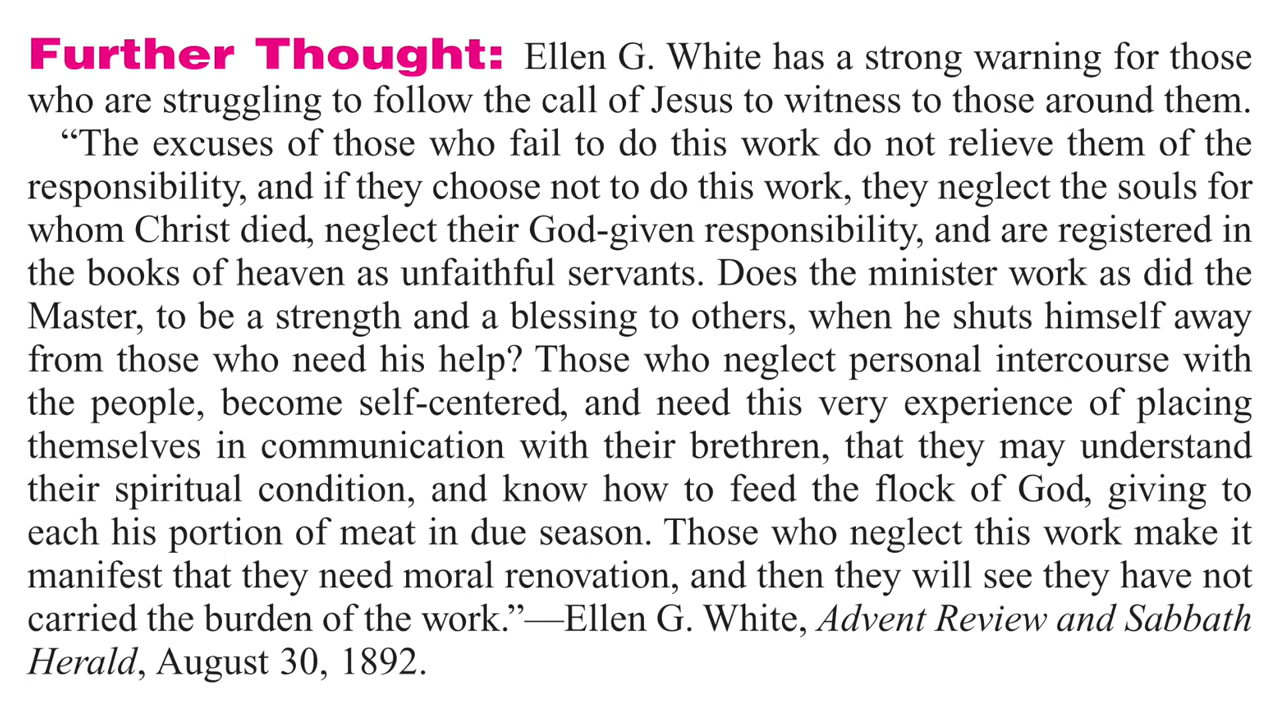 Further Thought: Ellen G. White has a strong warning for those
who are struggling to follow the call of Jesus to witness to those around them.
“The excuses of those who fail to do this work do not relieve them of the
responsibility, and if they choose not to do this work, they neglect the souls for
whom Christ died, neglect their God-given responsibility, and are registered in
the books of heaven as unfaithful servants. Does the minister work as did the
Master, to be a strength and a blessing to others, when he shuts himself away
from those who need his help? Those who neglect personal intercourse with
the people, become self-centered, and need this very experience of placing
themselves in communication with their brethren, that they may understand
their spiritual condition, and know how to feed the flock of God, giving to
each his portion of meat in due season. Those who neglect this work make it
manifest that they need moral renovation, and then they will see they have not
carried the burden of the work.”—Ellen G. White, Advent Review and Sabbath
Herald, August 30, 1892.